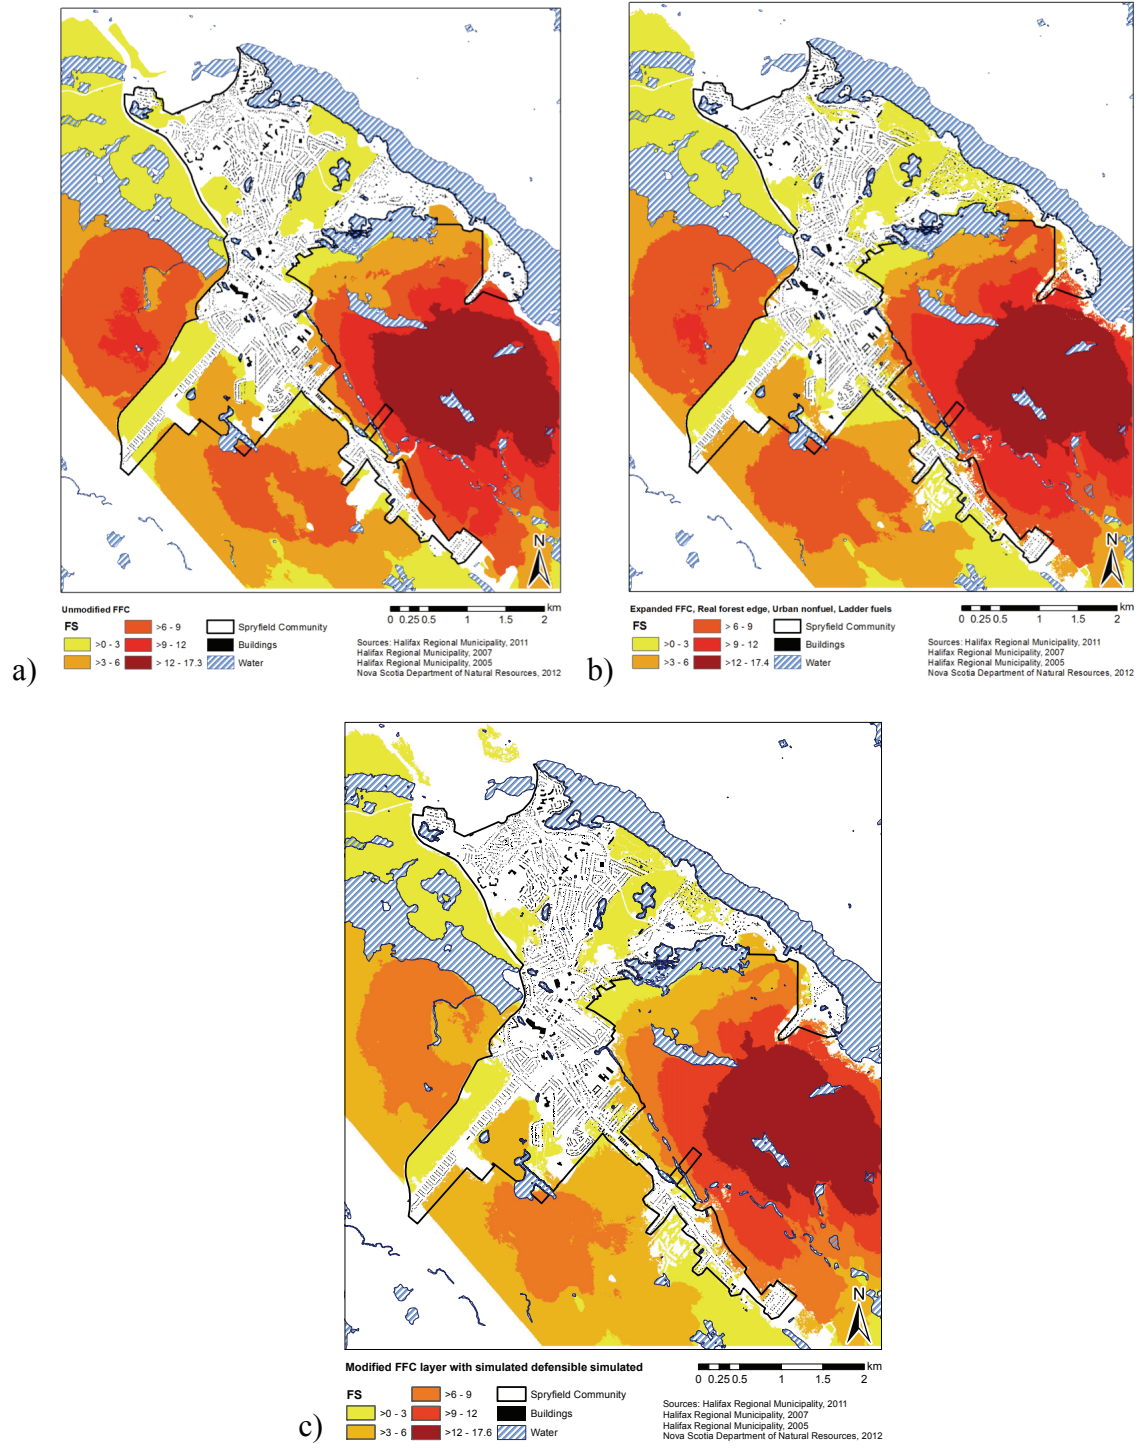 N
Unmodified FFC
km
0 0.25 0.5 1 1.5 2
FS
>0 - 3
>3 - 6
>6 - 9
>9 - 12
> 12 - 17.3
Spryfield Community
Buildings
Water
Sources: Halifax Regional Municipality, 2011
Halifax Regional Municipality, 2007
Halifax Regional Municipality, 2005
Nova Scotia Department of Natural Resources, 2012
a)
N
Expanded FFC, Real forest edge, Urban nonfuel, Ladder fuels
km
0 0.25 0.5 1 1.5 2
FS
>0 - 3
>3 - 6
>6 - 9
> 9 - 12
>12 - 17.4
Spryfield Community
Buildings
Water
Sources: Halifax Regional Municipality, 2011
Halifax Regional Municipality, 2007
Halifax Regional Municipality, 2005
Nova Scotia Department of Natural Resources, 2012
b)
N
Modified FFC layer with simulated defensible simulated
km
0 0.25 0.5 1 1.5 2
FS
>0 - 3
>3 - 6
>6 - 9
>9 - 12
>12 - 17.6
Spryfield Community
Buildings
Water
Sources: Halifax Regional Municipality, 2011
Halifax Regional Municipality, 2007
Halifax Regional Municipality, 2005
Nova Scotia Department of Natural Resources, 2012
c)